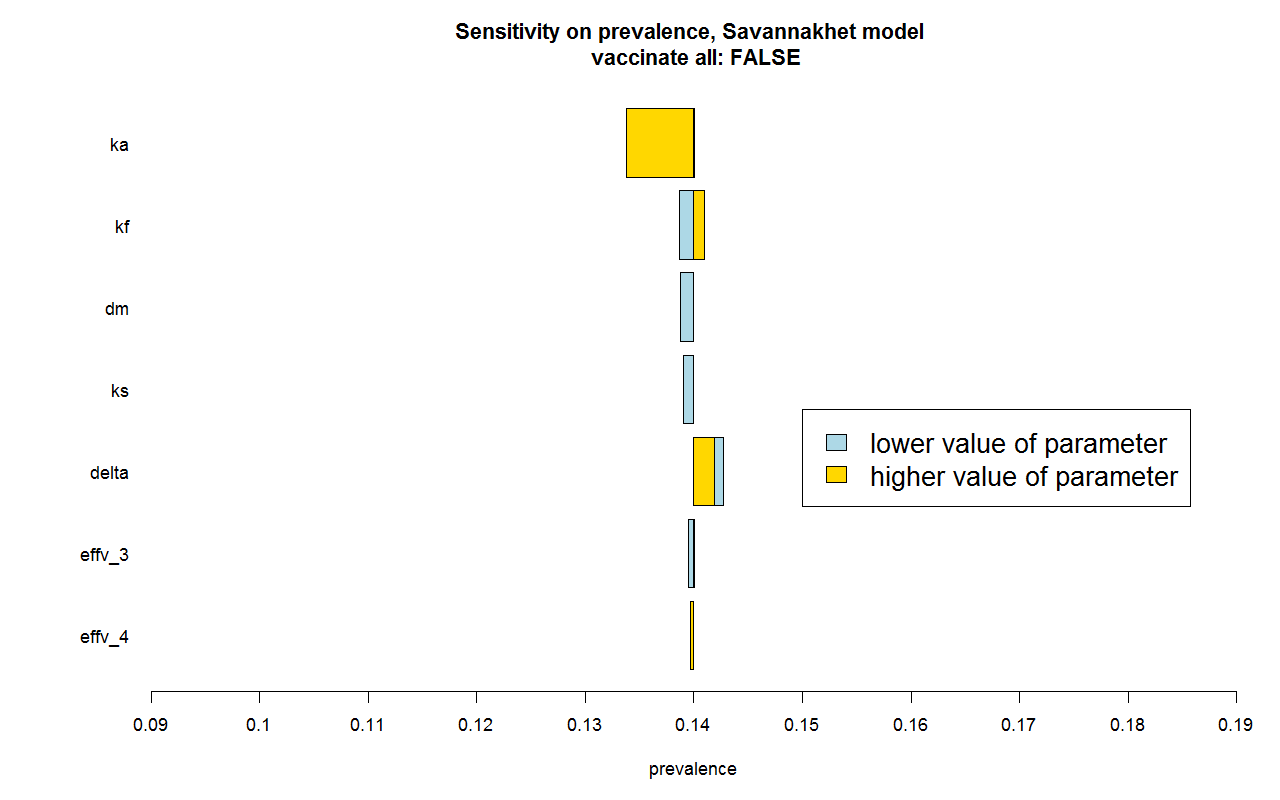 Sensitivity on prevalence, Savannakhet model
vaccinate all: FALSE
ka
kf
dm
ks
lower value of parameter
higher value of parameter
delta
effv_3
effv_4
0.09 0.1 0.11 0.12 0.13 0.14 0.15 0.16 0.17 0.18 0.19
prevalence